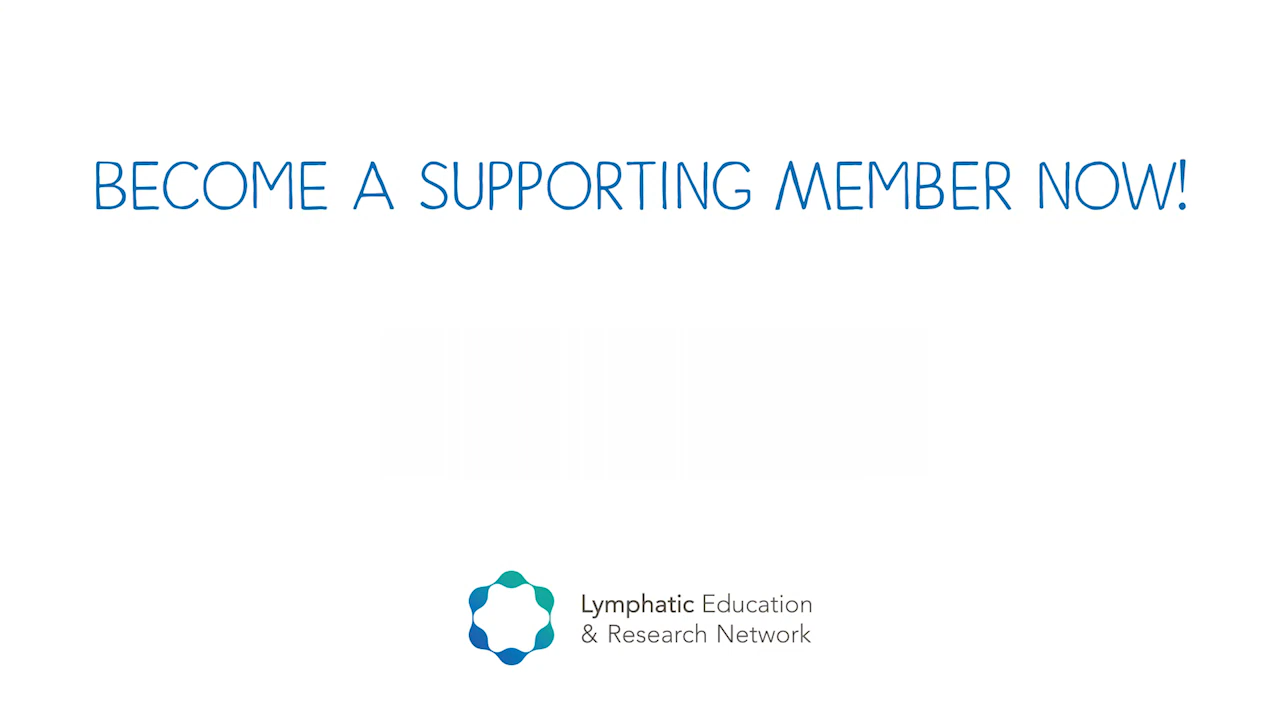 BECOME A SUPPORTING MEMBER NOW!
Lymphatic Education
& Research Network